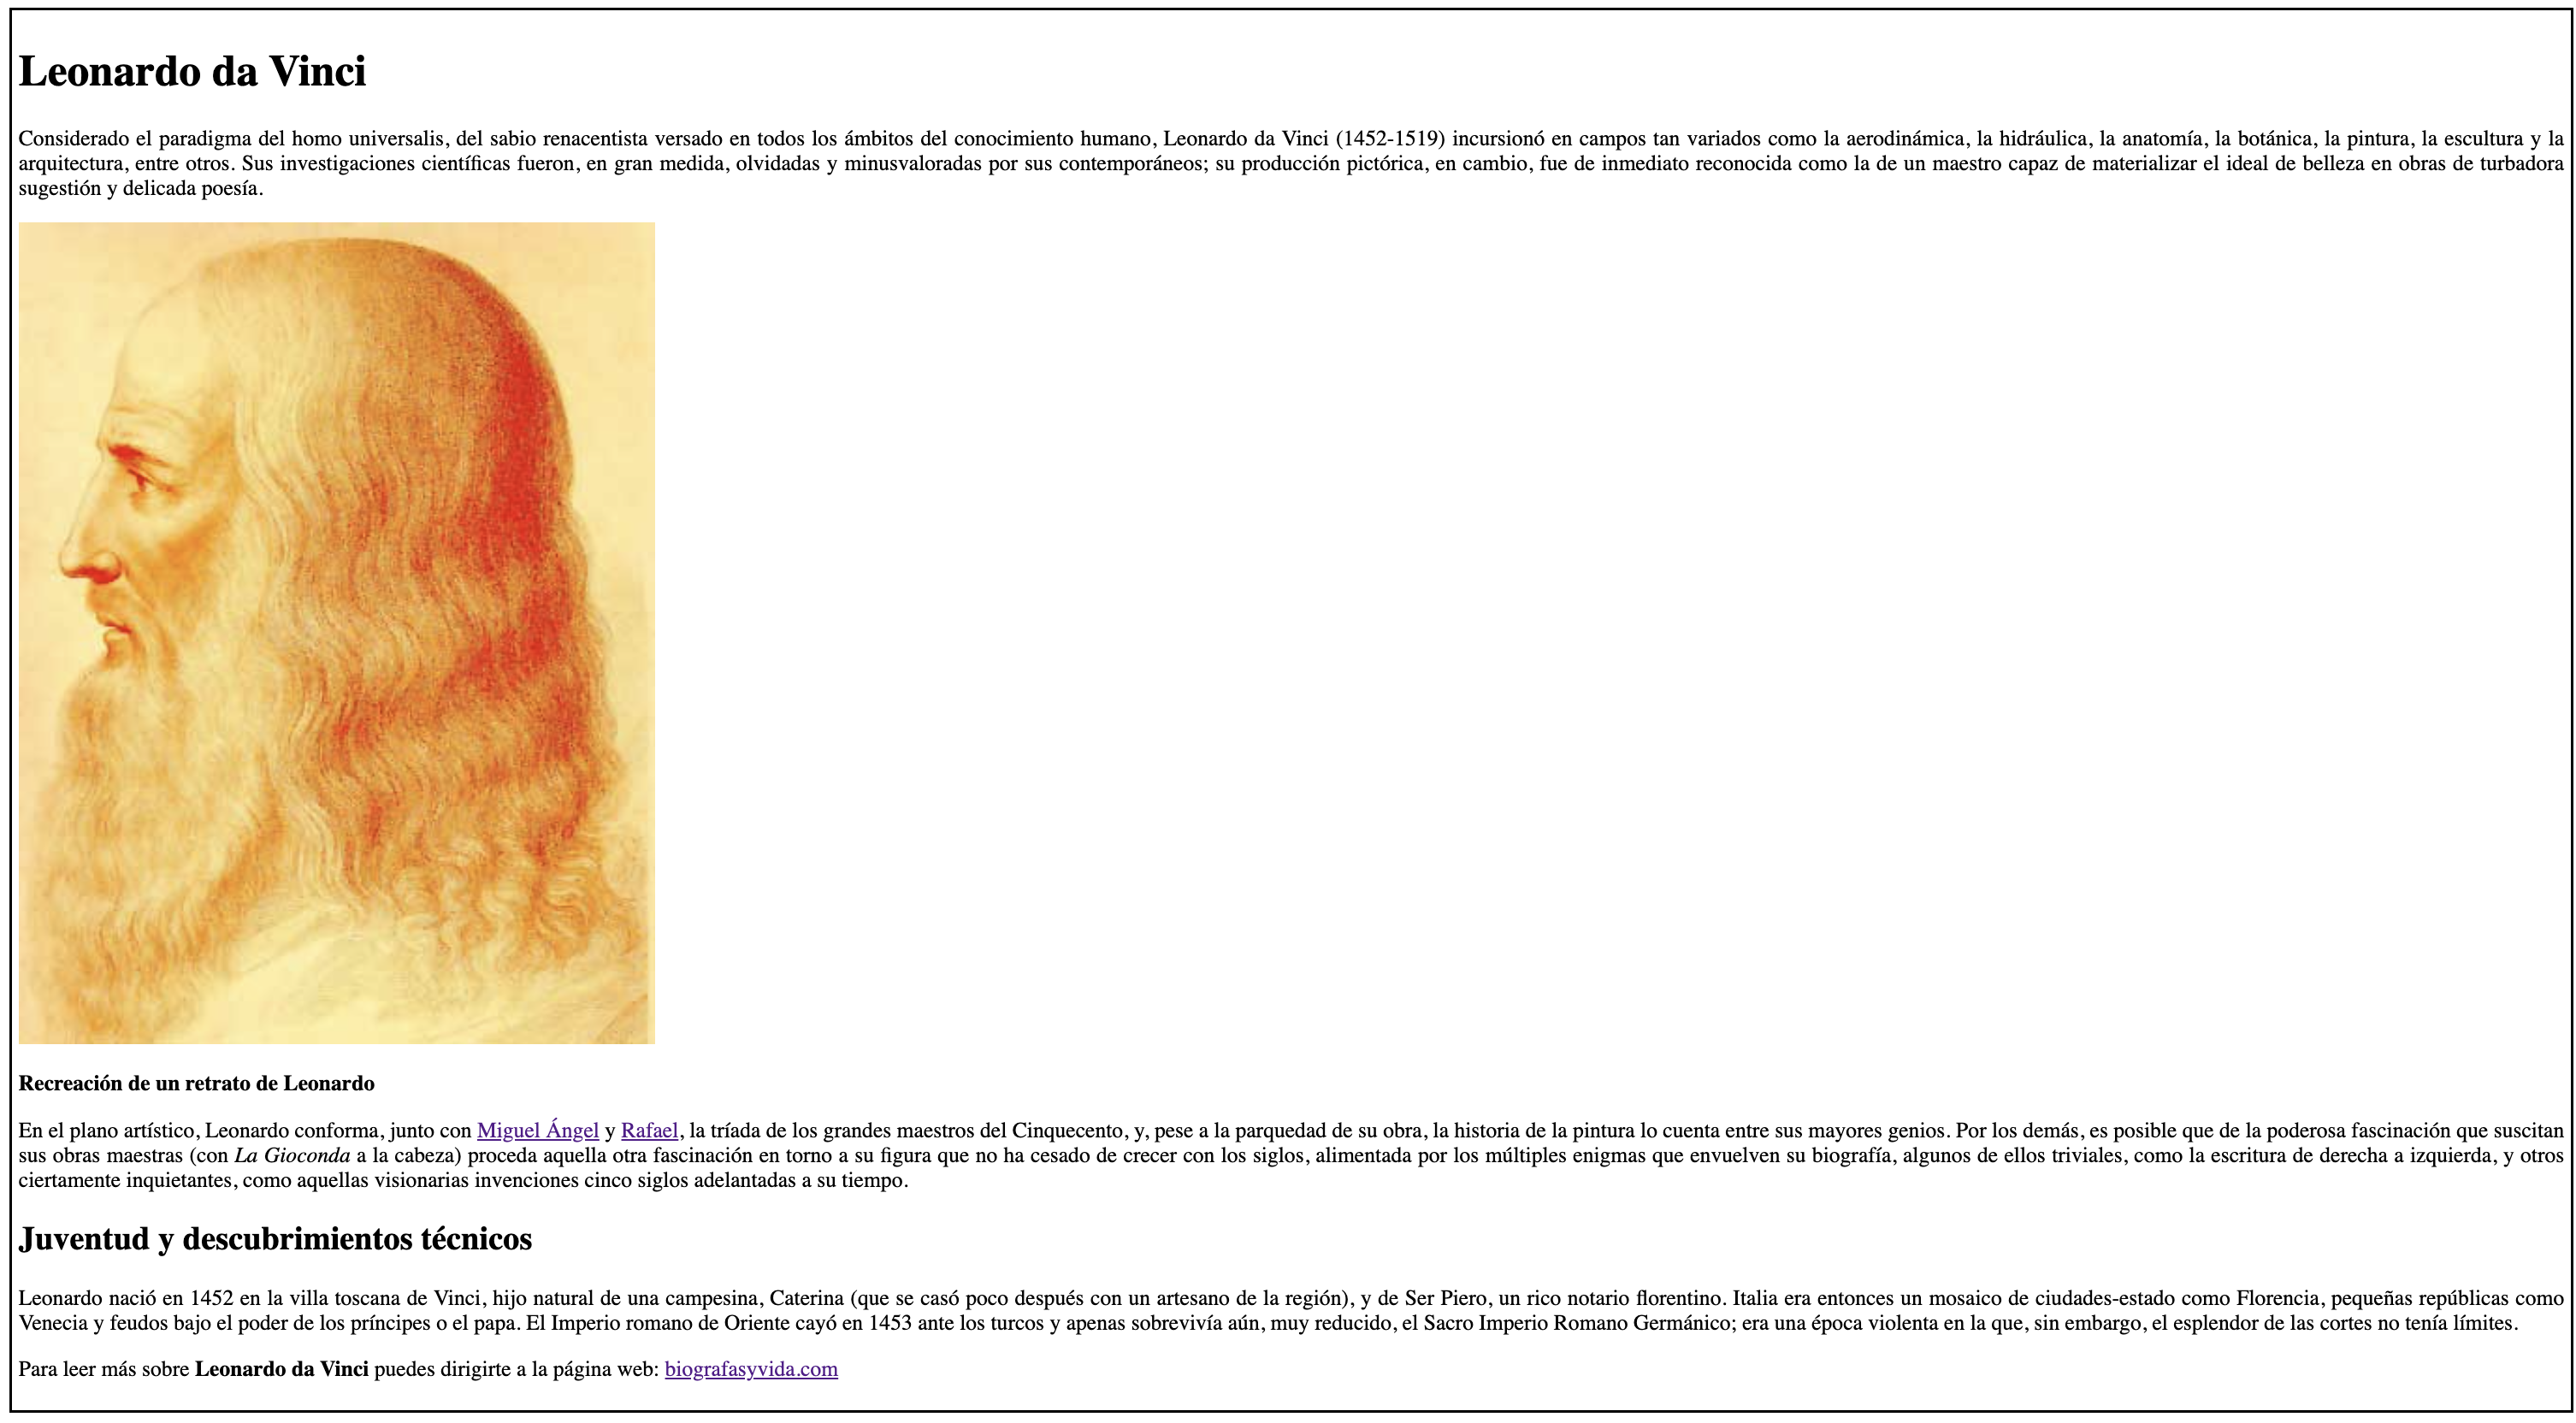 Leonardo da Vinci
Considerado el paradigma del homo universalis, del sabio renacentista versado en todos los ámbitos del conocimiento humano, Leonardo da Vinci (1452-1519) incursionó en campos tan variados como la aerodinámica, la hidráulica, la anatomía, la botánica, la pintura, la escultura y la
arquitectura, entre otros. Sus investigaciones científicas fueron, en gran medida, olvidadas y minusvaloradas por sus contemporáneos; su producción pictórica, en cambio, fue de inmediato reconocida como la de un maestro capaz de materializar el ideal de belleza en obras de turbadora
sugestión y delicada poesía.
Recreación de un retrato de Leonardo
En el plano artístico, Leonardo conforma, junto con Miguel Ángel y Rafael, la tríada de los grandes maestros del Cinquecento, y, pese a la parquedad de su obra, la historia de la pintura lo cuenta entre sus mayores genios. Por los demás, es posible que de la poderosa fascinación que suscitan
sus obras maestras (con La Gioconda a la cabeza) proceda aquella otra fascinación en torno a su figura que no ha cesado de crecer con los siglos, alimentada por los múltiples enigmas que envuelven su biografía, algunos de ellos triviales, como la escritura de derecha a izquierda, y otros
ciertamente inquietantes, como aquellas visionarias invenciones cinco siglos adelantadas a su tiempo.
Juventud y descubrimientos técnicos
Leonardo nació en 1452 en la villa toscana de Vinci, hijo natural de una campesina, Caterina (que se casó poco después con un artesano de la región), y de Ser Piero, un rico notario florentino. Italia era entonces un mosaico de ciudades-estado como Florencia, pequeñas repúblicas como
Venecia y feudos bajo el poder de los príncipes o el papa. El Imperio romano de Oriente cayó en 1453 ante los turcos y apenas sobrevivía aún, muy reducido, el Sacro Imperio Romano Germánico; era una época violenta en la que, sin embargo, el esplendor de las cortes no tenía límites.
Para leer más sobre Leonardo da Vinci puedes dirigirte a la página web: biografasyvida.com